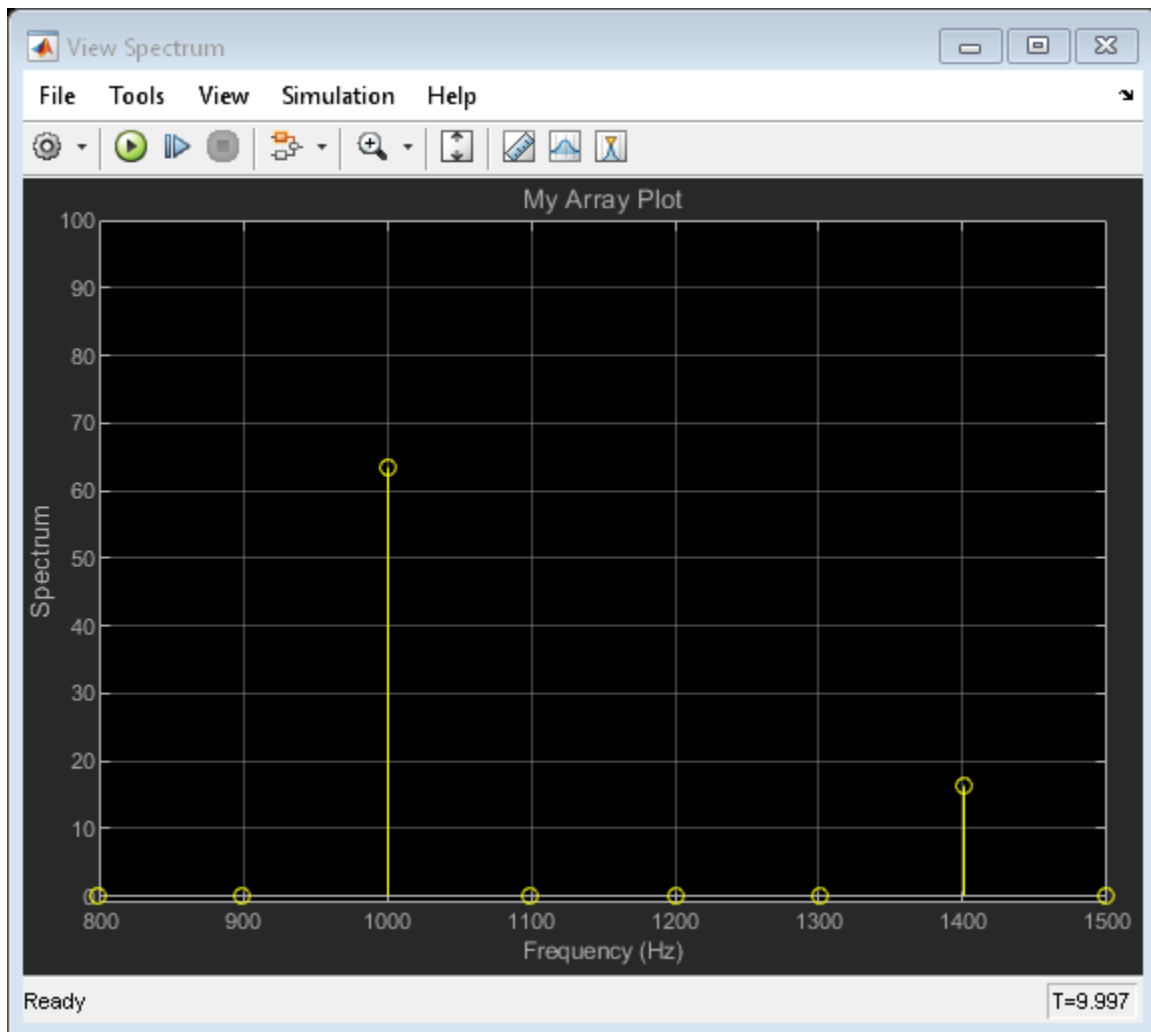 View Spectrum
File Tools View Simulation Help
My Array Plot
100
90
80
70
60
50
40
30
20
10
0
Spectrum
800 900 1000 1100 1200 1300 1400 1500
Frequency (Hz)
Ready T=9.997